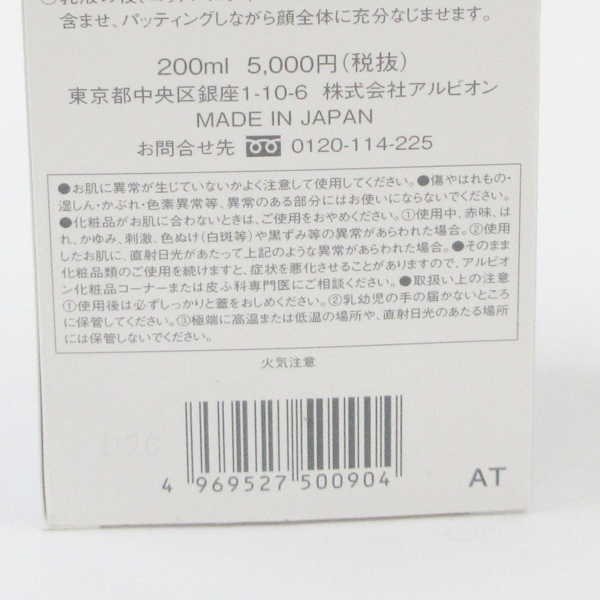 含ませ、パッティングしながら顔全体に充分なじませます。
200ml 5,000円(税抜)
東京都中央区銀座1-10-6 株式会社アルビオン
MADE IN JAPAN
お問合せ先 0120-114-225
●お肌に異常が生じていないかよく注意して使用してください。●傷やはれもの・
湿しん・かぶれ・色素異常等、異常のある部分にはお使いにならないでください。
●化粧品がお肌に合わないときは、ご使用をおやめください。①使用中、赤味、は
れ、かゆみ、刺激、色ぬけ(白斑等)や黒ずみ等の異常があらわれた場合。②使用
したお肌に、直射日光があたって上記のような異常があらわれた場合。●そのまま
化粧品類のご使用を続けますと、症状を悪化させることがありますので、アルビオ
ン化粧品コーナーまたは皮ふ科専門医にご相談ください。●取扱い上の注意
①使用後は必ずしっかりと蓋をおしめください。②乳幼児の手の届かないところ
に保管してください。③極端に高温または低温の場所や、直射日光のあたる場所
には保管しないでください。
火気注意
4 969527 500904
AT